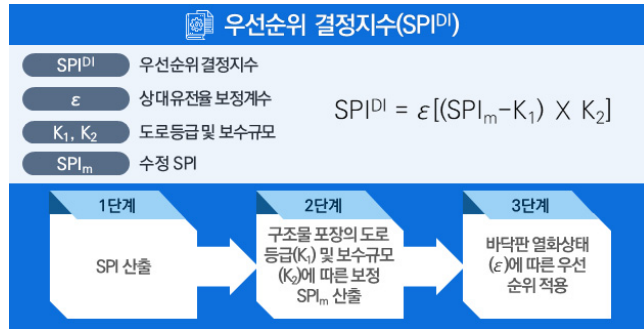 우선순위 결정지수(SPI^DI)
SPI^DI 우선순위 결정지수
ε 상대유전율 보정계수
K₁, K₂ 도로등급 및 보수규모
SPIₘ 수정 SPI
SPI^DI = ε[(SPIₘ-K₁) X K₂]
1단계
SPI 산출
2단계
구조물 포장의 도로
등급(K₁) 및 보수규모
(K₂)에 따른 보정
SPIₘ 산출
3단계
바닥판 열화상태
(ε)에 따른 우선
순위 적용